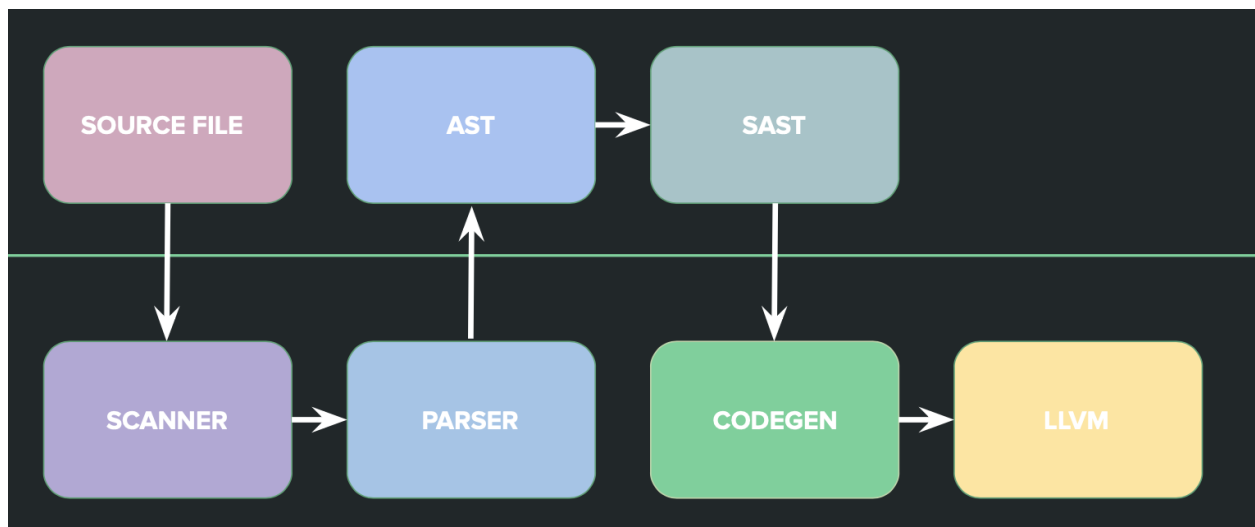 SOURCE FILE
AST
SAST
SCANNER
PARSER
CODEGEN
LLVM